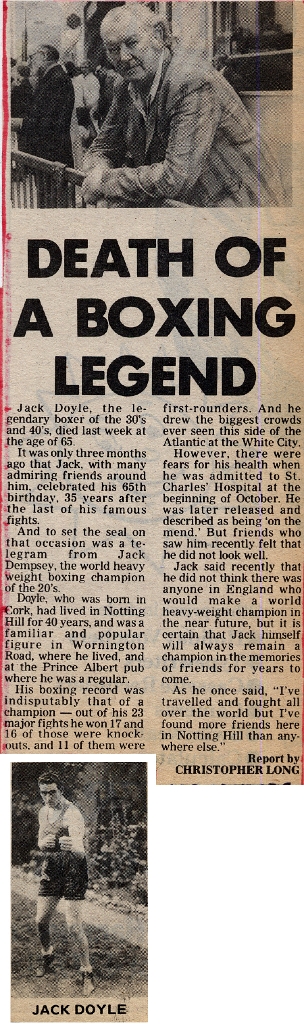 DEATH OF
A BOXING
LEGEND
Jack Doyle, the le-
gendary boxer of the 30's
and 40's, died last week at
the age of 65.
It was only three months
ago that Jack, with many
admiring friends around
him, celebrated his 65th
birthday, 35 years after
the last of his famous
fights.
And to set the seal on
that occasion was a te-
legram from Jack
Dempsey, the world heavy
weight boxing champion
of the 20's.
Doyle, who was born in
Cork, had lived in Notting
Hill for 40 years, and was a
familiar and popular
figure in Wornington
Road, where he lived, and
at the Prince Albert pub
where he was a regular.
His boxing record was
indisputably that of a
champion — out of his 23
major fights he won 17 and
16 of those were knock-
outs, and 11 of them were
first-rounders. And he
drew the biggest crowds
ever seen this side of the
Atlantic at the White City.
However, there were
fears for his health when
he was admitted to St.
Charles' Hospital at the
beginning of October. He
was later released and
described as being 'on the
mend.' But friends who
saw him recently felt that
he did not look well.
Jack said recently that
he did not think there was
anyone in England who
would make a world
heavy-weight champion in
the near future, but it is
certain that Jack himself
will always remain a
champion in the memories
of friends for years to
come.
As he once said, "I've
travelled and fought all
over the world but I've
found more friends here
in Notting Hill than any-
where else."
Report by
CHRISTOPHER LONG
JACK DOYLE